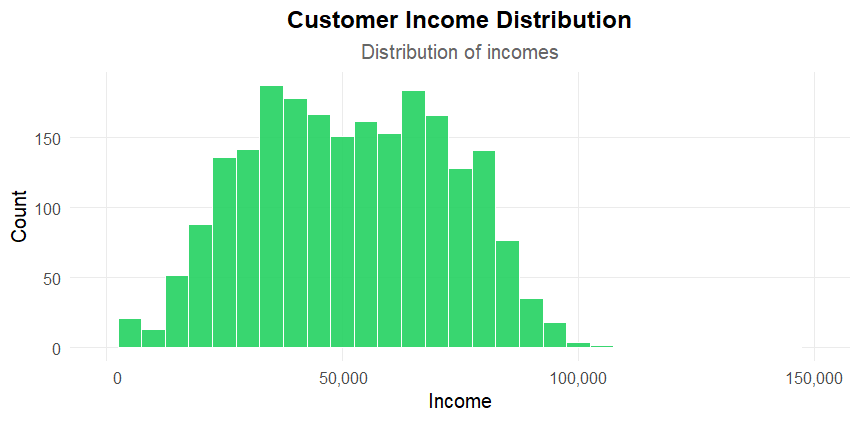 Customer Income Distribution
Distribution of incomes
Count
150
100
50
0
0 50,000 100,000 150,000
Income